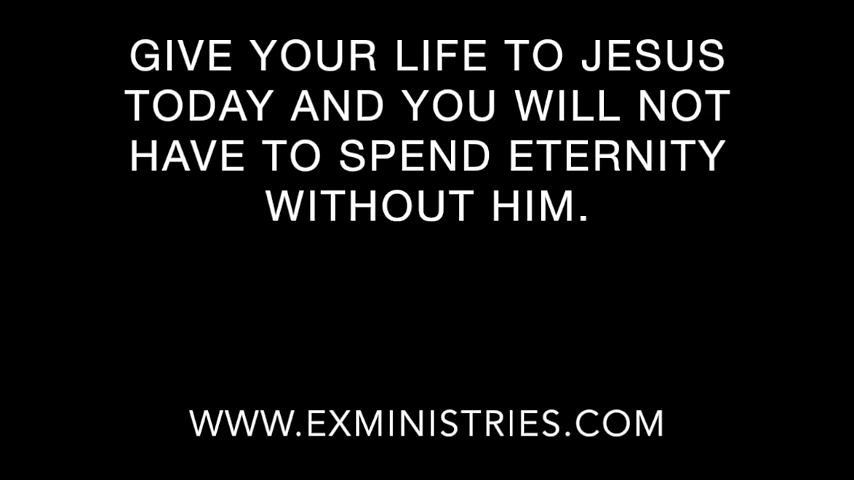 GIVE YOUR LIFE TO JESUS
TODAY AND YOU WILL NOT
HAVE TO SPEND ETERNITY
WITHOUT HIM.
WWW.EXMINISTRIES.COM